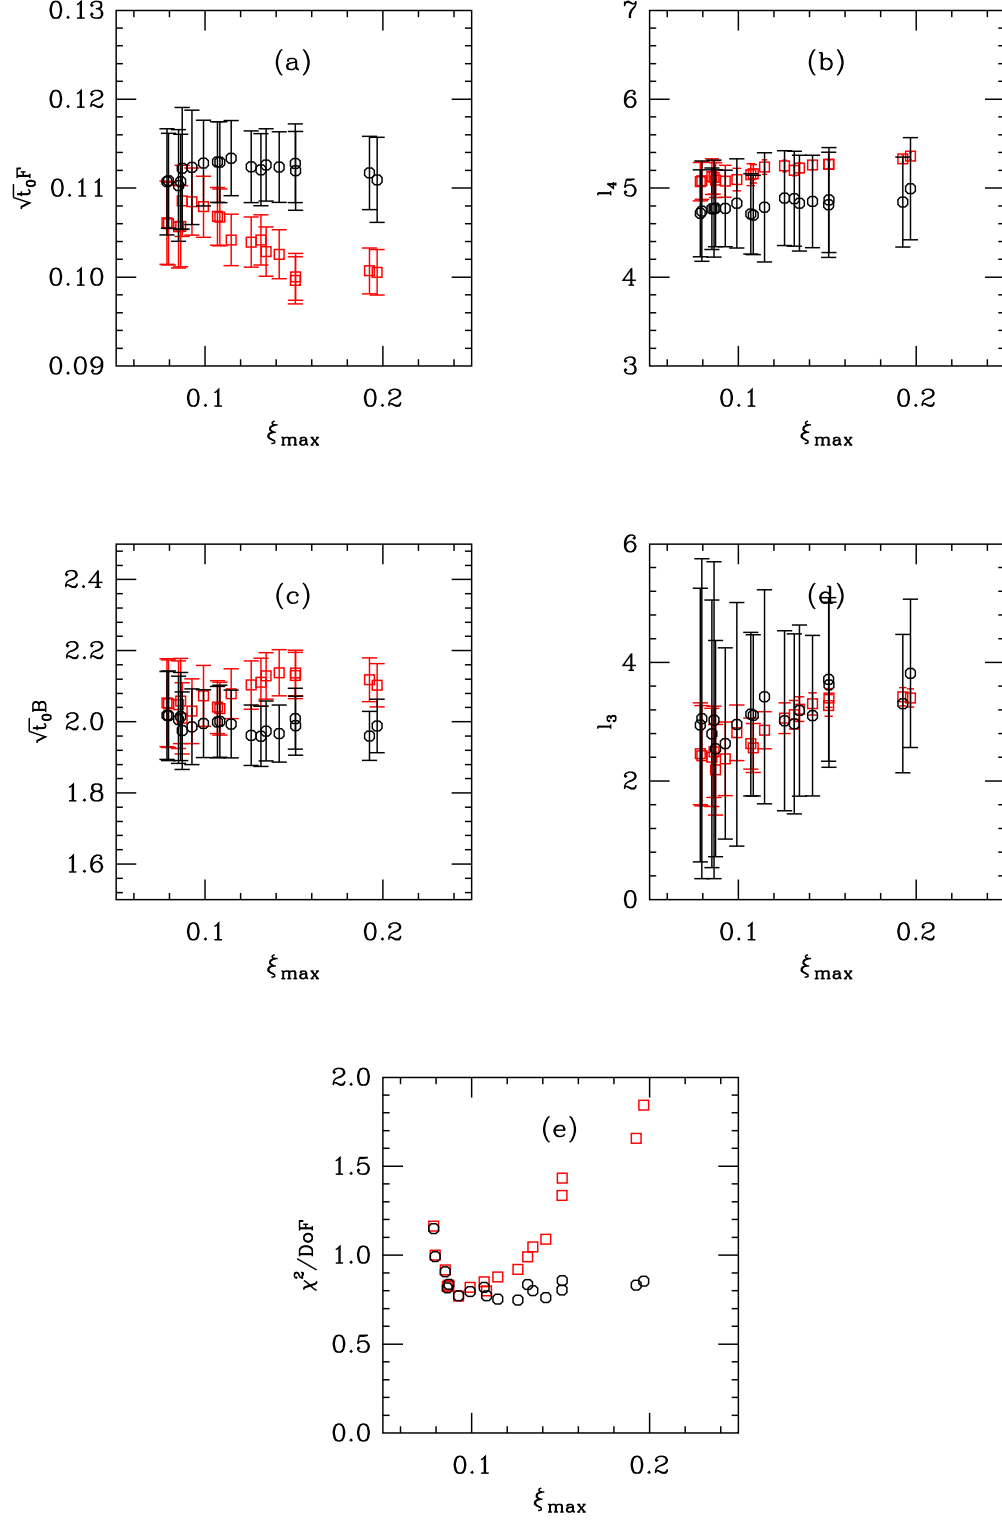 0.13
0.12
0.11
0.10
0.09
√t₀F
(a)
0.1
0.2
ξmax
7
6
5
4
3
l₄
(b)
0.1
0.2
ξmax
2.4
2.2
2.0
1.8
1.6
√t₀B
(c)
0.1
0.2
ξmax
6
4
2
0
l₃
(d)
0.1
0.2
ξmax
2.0
1.5
1.0
0.5
0.0
χ²/DoF
(e)
0.1
0.2
ξmax